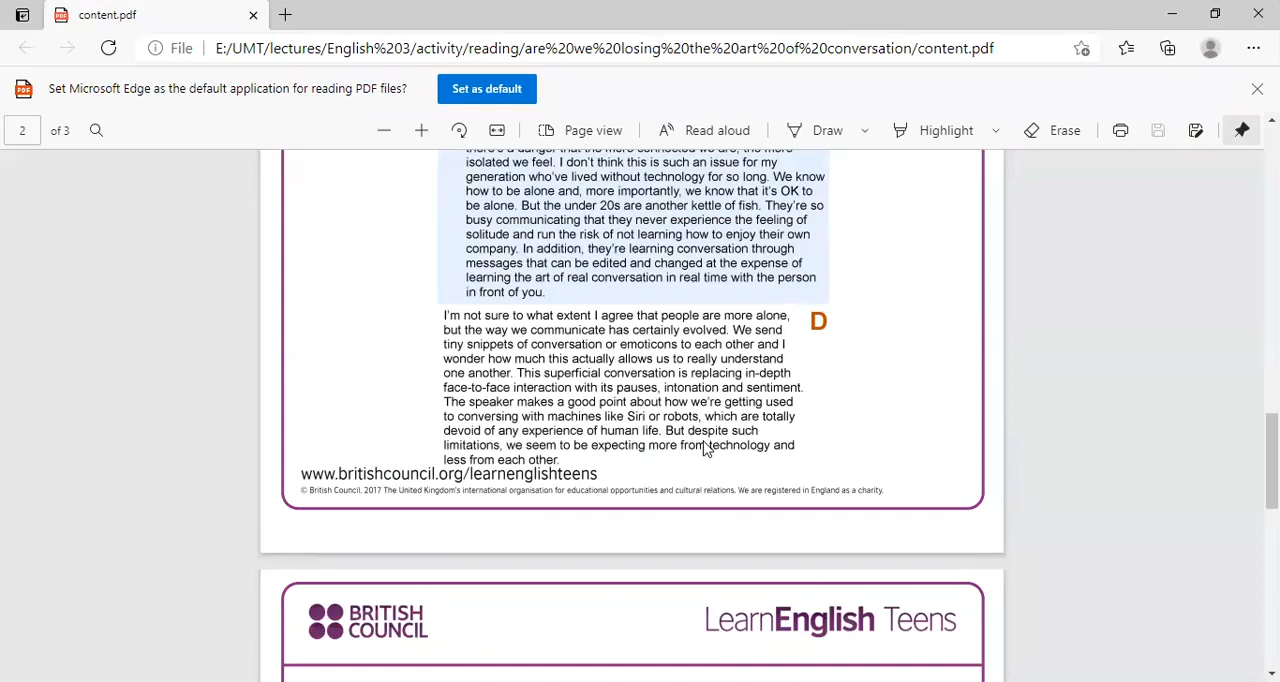 content.pdf
File E:/UMT/lectures/English%203/activity/reading/are%20we%20losing%20the%20art%20of%20conversation/content.pdf
Set Microsoft Edge as the default application for reading PDF files? Set as default
2 of 3 Page view Read aloud Draw Highlight Erase
there's a danger that the more connected we are, the more
isolated we feel. I don't think this is such an issue for my
generation who've lived without technology for so long. We know
how to be alone and, more importantly, we know that it's OK to
be alone. But the under 20s are another kettle of fish. They're so
busy communicating that they never experience the feeling of
solitude and run the risk of not learning how to enjoy their own
company. In addition, they're learning conversation through
messages that can be edited and changed at the expense of
learning the art of real conversation in real time with the person
in front of you.
I'm not sure to what extent I agree that people are more alone,
D
but the way we communicate has certainly evolved. We send
tiny snippets of conversation or emoticons to each other and I
wonder how much this actually allows us to really understand
one another. This superficial conversation is replacing in-depth
face-to-face interaction with its pauses, intonation and sentiment.
The speaker makes a good point about how we're getting used
to conversing with machines like Siri or robots, which are totally
devoid of any experience of human life. But despite such
limitations, we seem to be expecting more from technology and
less from each other.
www.britishcouncil.org/learnenglishteens
© British Council, 2017 The United Kingdom's international organisation for educational opportunities and cultural relations. We are registered in England as a charity.
BRITISH
COUNCIL
LearnEnglish Teens